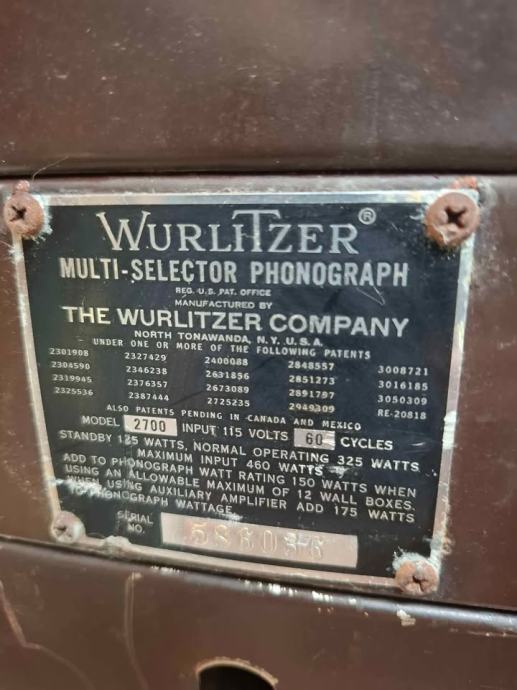 WURLITZER®
MULTI-SELECTOR PHONOGRAPH
REG. U.S. PAT. OFFICE
MANUFACTURED BY
THE WURLITZER COMPANY
NORTH TONAWANDA, N.Y. U.S.A.
UNDER ONE OR MORE OF THE FOLLOWING PATENTS
2301908 2327429 2400088 2848557 3008721
2304590 2346238 2631856 2851273 3016185
2319945 2376357 2673089 2891797 3050309
2325536 2387444 2725235 2949309 RE-20818
ALSO PATENTS PENDING IN CANADA AND MEXICO
MODEL 2700 INPUT 115 VOLTS 60 CYCLES
STANDBY 125 WATTS, NORMAL OPERATING 325 WATTS
MAXIMUM INPUT 460 WATTS
ADD TO PHONOGRAPH WATT RATING 150 WATTS WHEN
USING AN ALLOWABLE MAXIMUM OF 12 WALL BOXES.
WHEN USING AUXILIARY AMPLIFIER ADD 175 WATTS
TO PHONOGRAPH WATTAGE
SERIAL
NO.